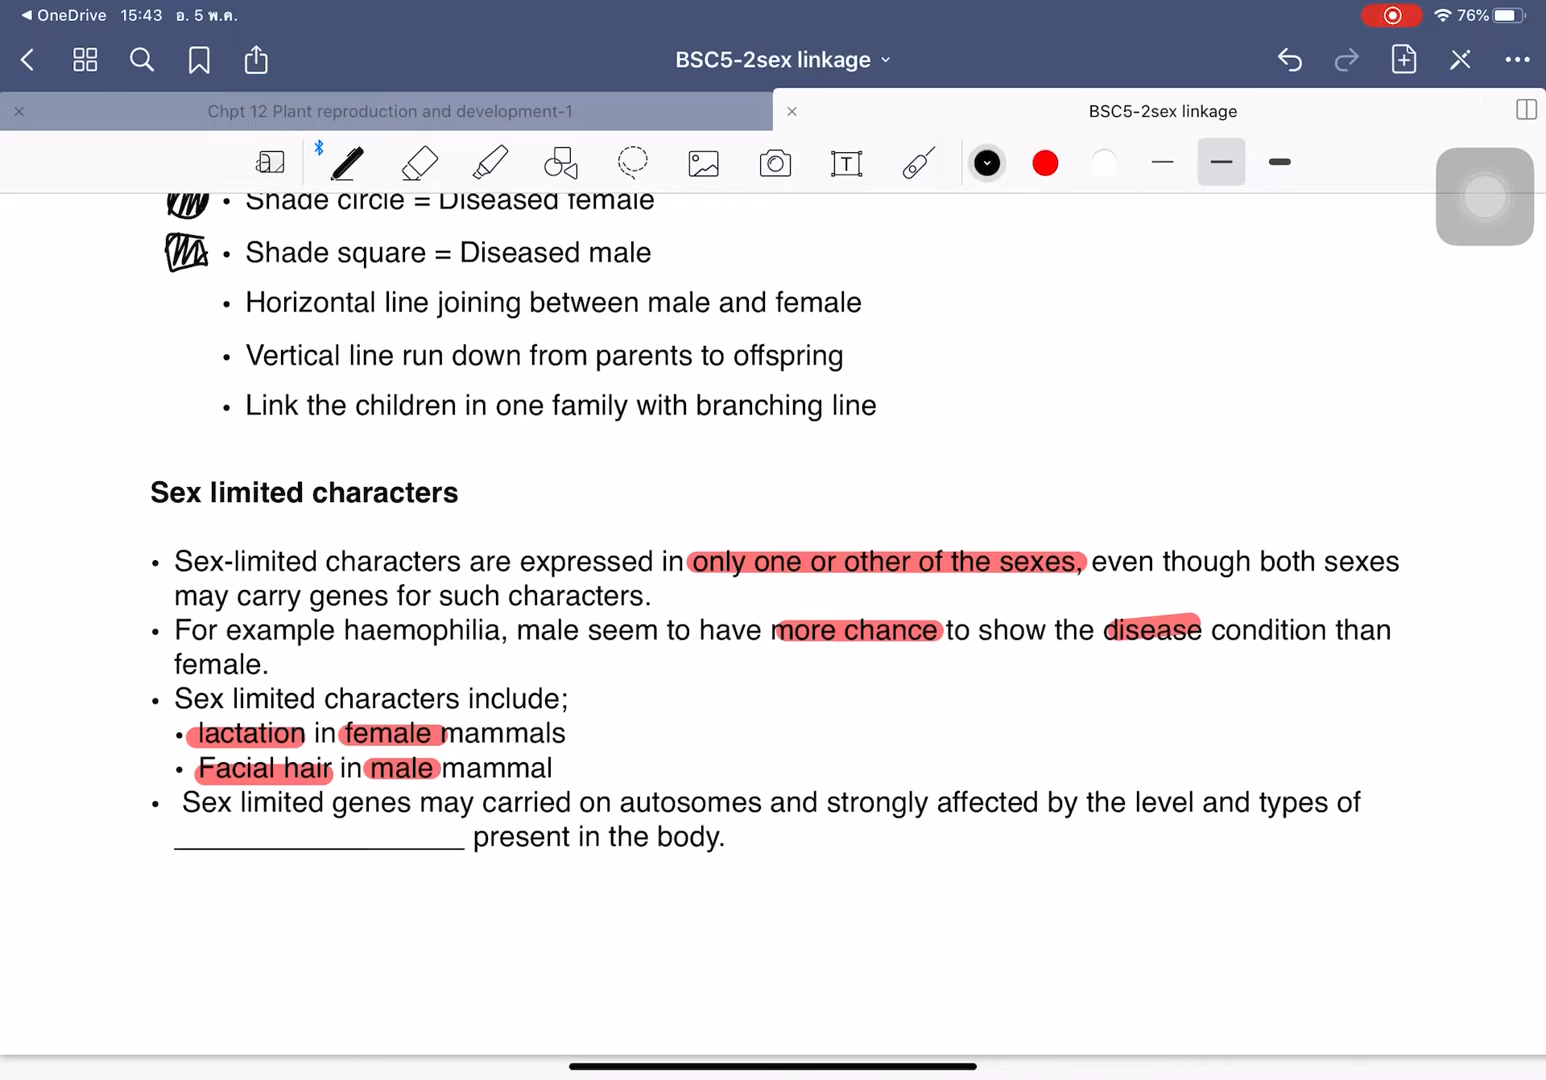 ◀ OneDrive 15:43 อ. 5 พ.ค. 76%
BSC5-2sex linkage
Chpt 12 Plant reproduction and development-1
BSC5-2sex linkage
• Shade circle = Diseased female
• Shade square = Diseased male
• Horizontal line joining between male and female
• Vertical line run down from parents to offspring
• Link the children in one family with branching line
Sex limited characters
• Sex-limited characters are expressed in only one or other of the sexes, even though both sexes
may carry genes for such characters.
• For example haemophilia, male seem to have more chance to show the disease condition than
female.
• Sex limited characters include;
• lactation in female mammals
• Facial hair in male mammal
• Sex limited genes may carried on autosomes and strongly affected by the level and types of
____________________ present in the body.